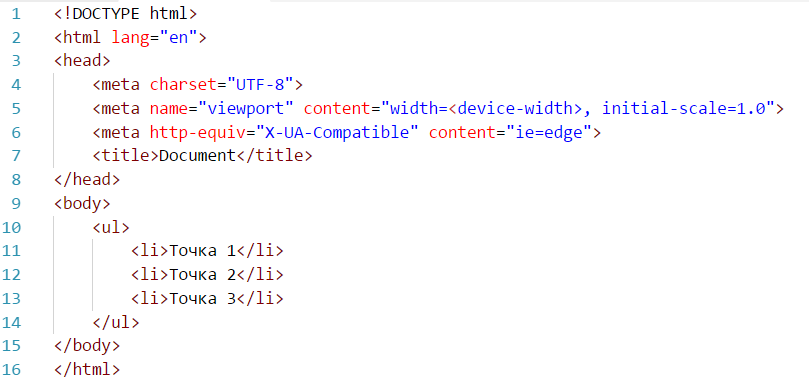 1 <!DOCTYPE html>
2 <html lang="en">
3 <head>
4 <meta charset="UTF-8">
5 <meta name="viewport" content="width=<device-width>, initial-scale=1.0">
6 <meta http-equiv="X-UA-Compatible" content="ie=edge">
7 <title>Document</title>
8 </head>
9 <body>
10 <ul>
11 <li>Точка 1</li>
12 <li>Точка 2</li>
13 <li>Точка 3</li>
14 </ul>
15 </body>
16 </html>